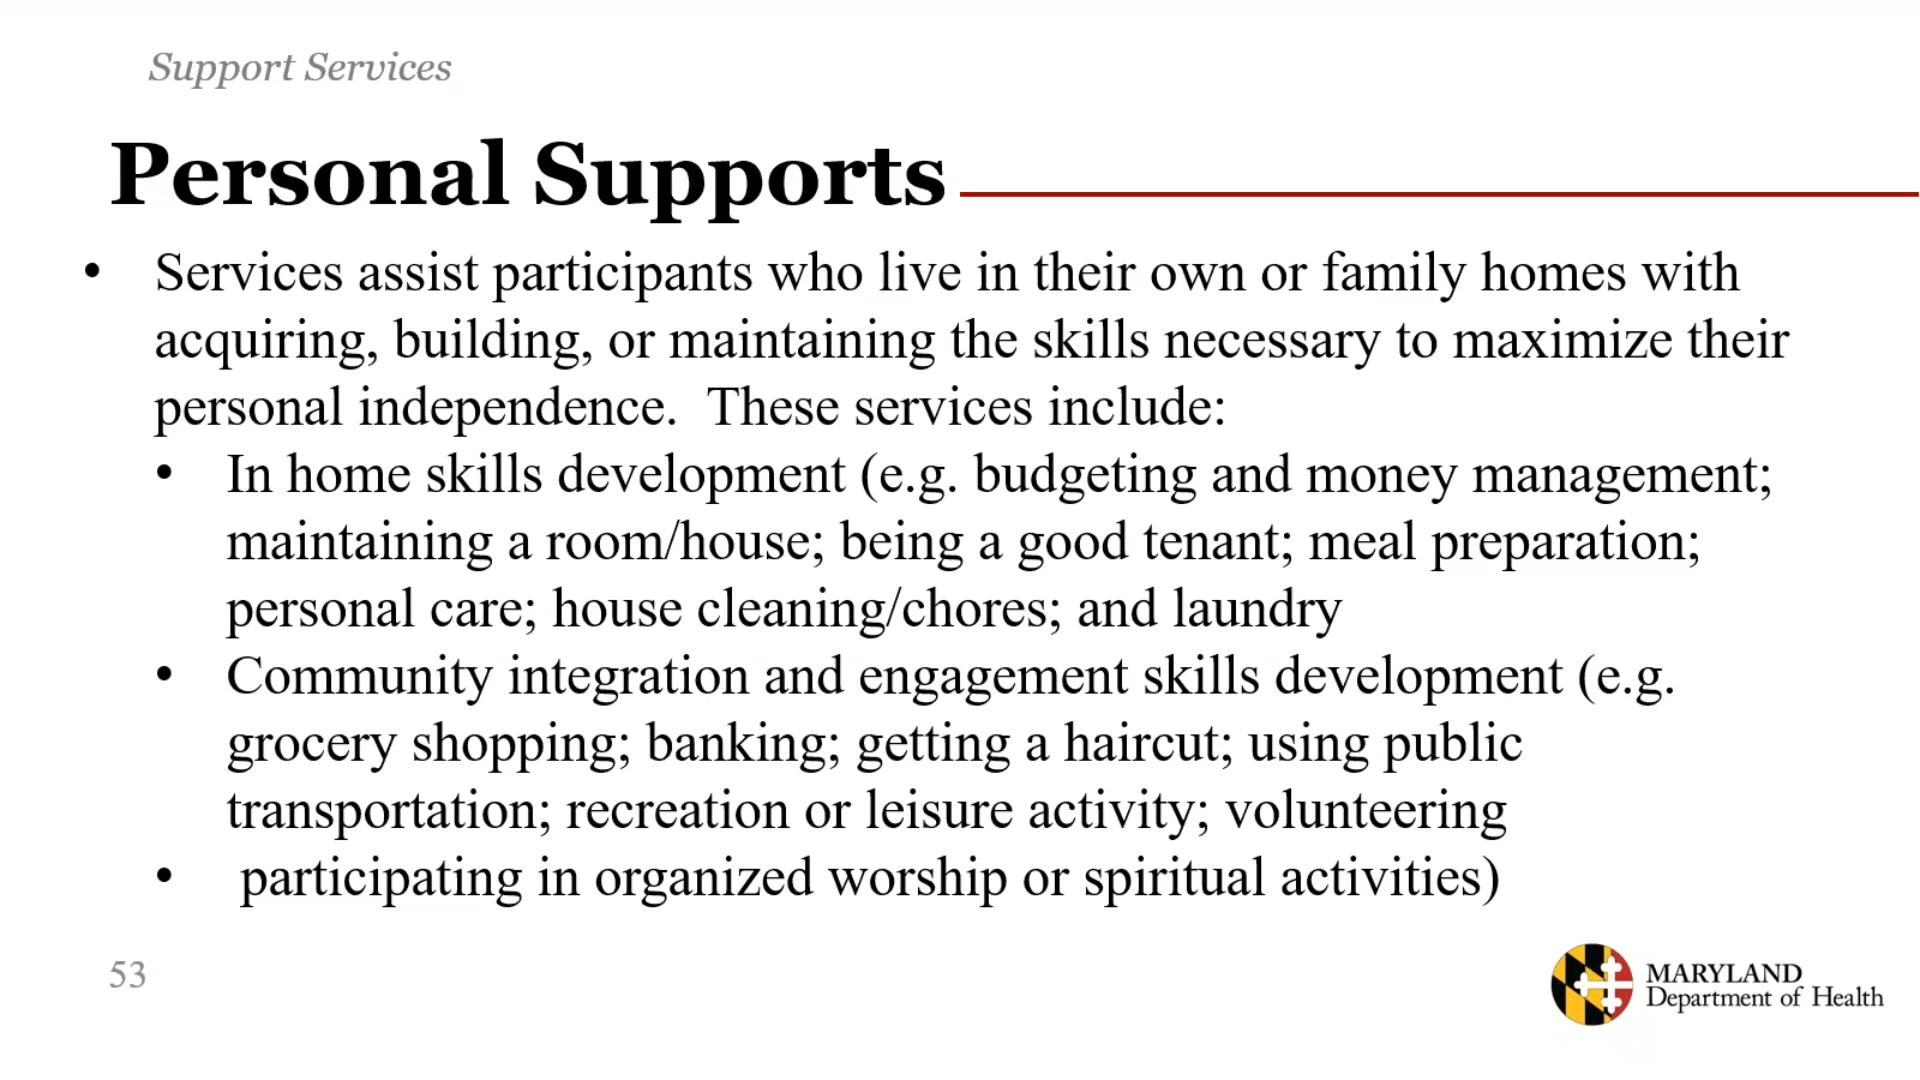 Support Services
Personal Supports
• Services assist participants who live in their own or family homes with
acquiring, building, or maintaining the skills necessary to maximize their
personal independence.  These services include:
• In home skills development (e.g. budgeting and money management;
maintaining a room/house; being a good tenant; meal preparation;
personal care; house cleaning/chores; and laundry
• Community integration and engagement skills development (e.g.
grocery shopping; banking; getting a haircut; using public
transportation; recreation or leisure activity; volunteering
• participating in organized worship or spiritual activities)
53
MARYLAND
Department of Health